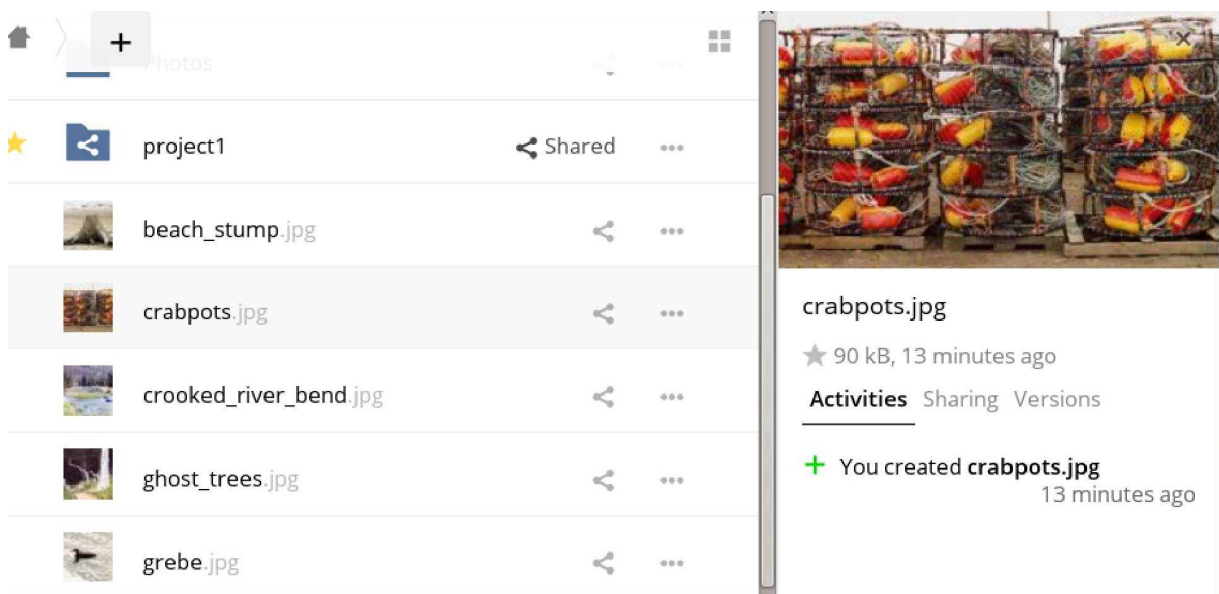 Photos
project1
Shared
beach_stump.jpg
crabpots.jpg
crooked_river_bend.jpg
ghost_trees.jpg
grebe.jpg
crabpots.jpg
90 kB, 13 minutes ago
Activities Sharing Versions
You created crabpots.jpg
13 minutes ago